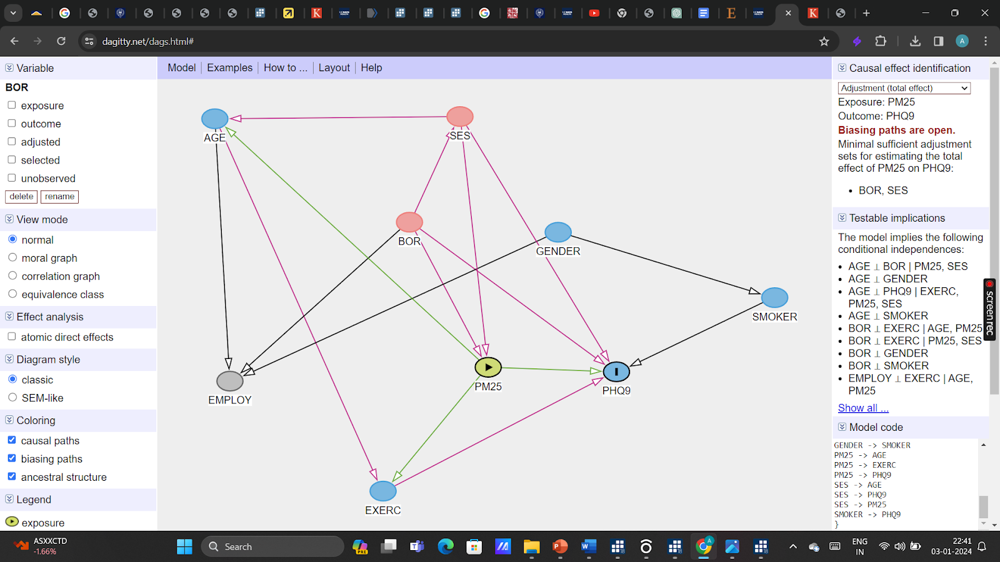 dagitty.net/dags.html#
A
Variable
BOR
exposure
outcome
adjusted
selected
unobserved
delete rename
View mode
normal
moral graph
correlation graph
equivalence class
Effect analysis
atomic direct effects
Diagram style
classic
SEM-like
Coloring
causal paths
biasing paths
ancestral structure
Legend
exposure
Model Examples How to ... Layout Help
AGE
SES
BOR
GENDER
SMOKER
PM25
PHQ9
EMPLOY
EXERC
Causal effect identification
Adjustment (total effect)
Exposure: PM25
Outcome: PHQ9
Biasing paths are open.
Minimal sufficient adjustment
sets for estimating the total
effect of PM25 on PHQ9:
• BOR, SES
Testable implications
The model implies the following
conditional independences:
• AGE ⊥ BOR | PM25, SES
• AGE ⊥ GENDER
• AGE ⊥ PHQ9 | EXERC,
PM25, SES
• AGE ⊥ SMOKER
• BOR ⊥ EXERC | AGE, PM25
• BOR ⊥ EXERC | PM25, SES
• BOR ⊥ GENDER
• BOR ⊥ SMOKER
• EMPLOY ⊥ EXERC | AGE,
PM25
Show all ...
Model code
GENDER -> SMOKER
PM25 -> AGE
PM25 -> EXERC
PM25 -> PHQ9
SES -> AGE
SES -> PHQ9
SES -> PM25
SMOKER -> PHQ9
}
screenrec
ASXXCTD
-1.66%
Search
PRE
ENG
IN
22:41
03-01-2024